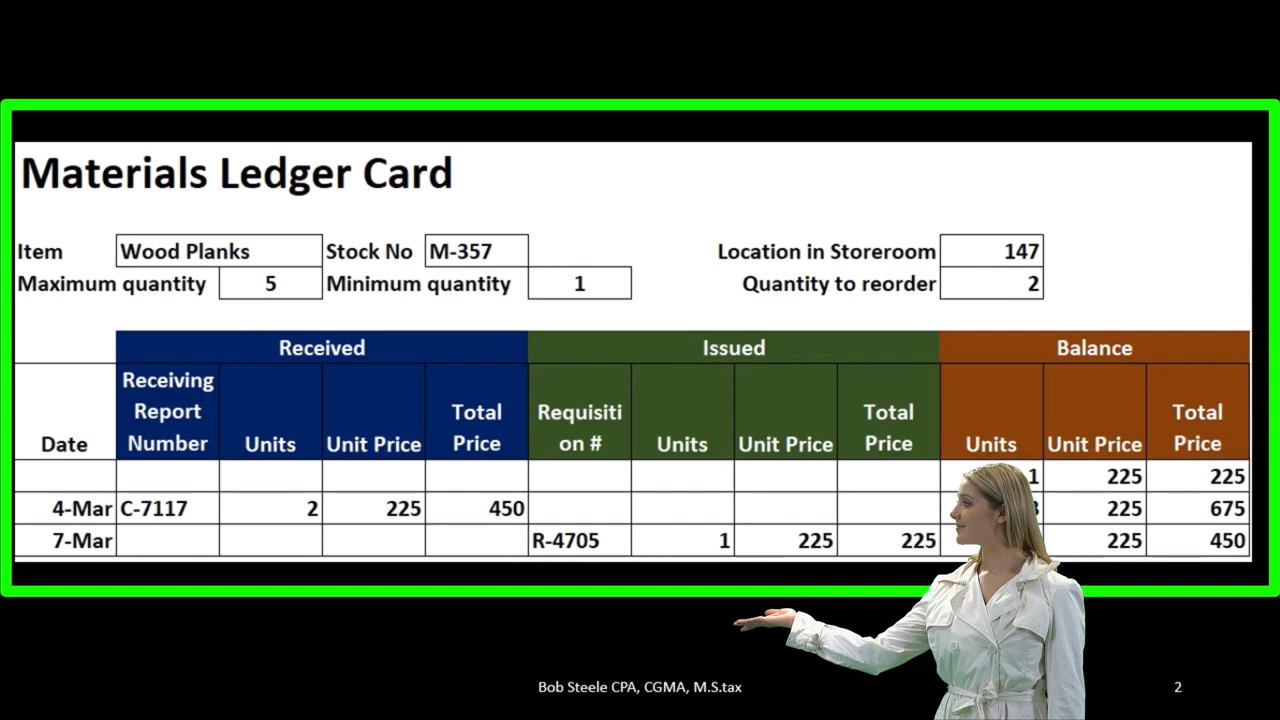 Materials Ledger Card
Item Wood Planks Stock No M-357 Location in Storeroom 147
Maximum quantity 5 Minimum quantity 1 Quantity to reorder 2
Received Issued Balance
Date Receiving Report Number Units Unit Price Total Price Requisiti on # Units Unit Price Total Price Units Unit Price Total Price
1 225 225
4-Mar C-7117 2 225 450 225 675
7-Mar R-4705 1 225 225 225 450
Bob Steele CPA, CGMA, M.S.tax 2